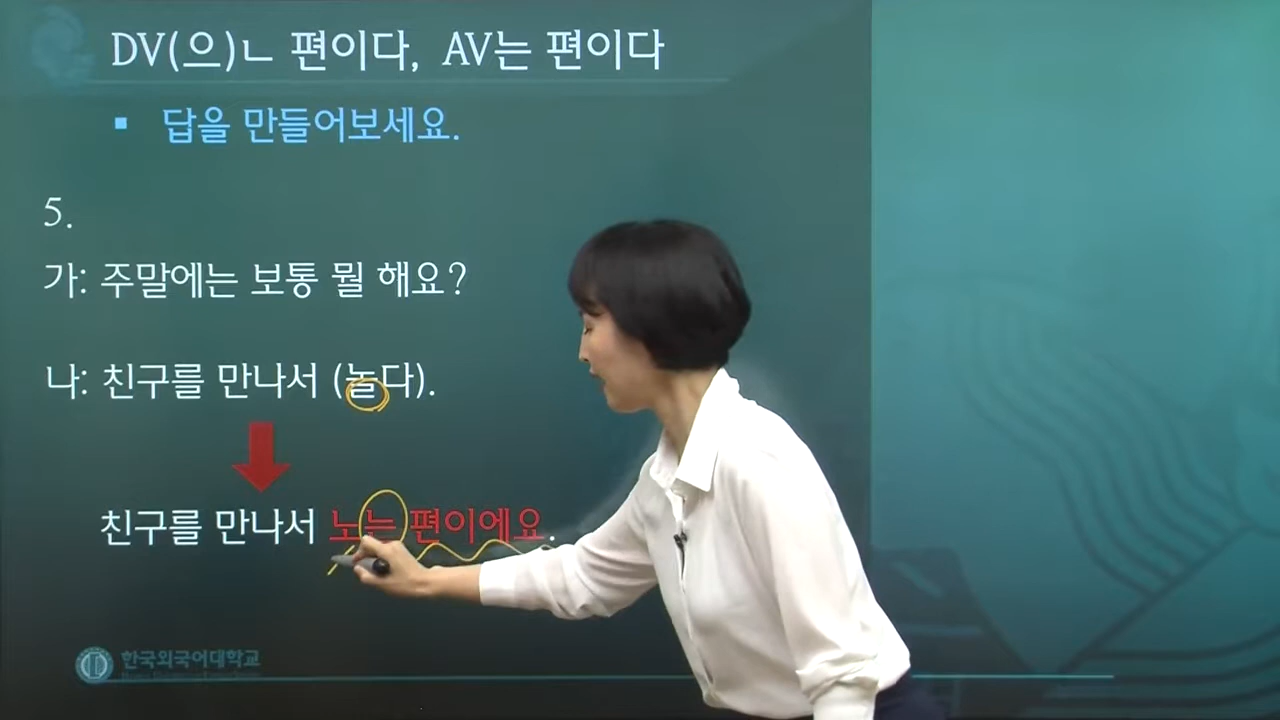 DV(으)ㄴ 편이다, AV는 편이다
▪ 답을 만들어보세요.
5.
가: 주말에는 보통 뭘 해요?
나: 친구를 만나서 (놀다).
친구를 만나서 노는 편이에요.
한국외국어대학교